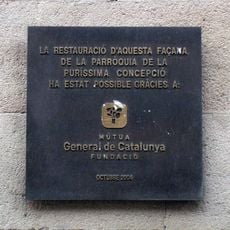 LA RESTAURACIÓ D'AQUESTA FAÇANA
DE LA PARRÒQUIA DE LA
PURÍSSIMA CONCEPCIÓ
HA ESTAT POSSIBLE GRÀCIES A:
MÚTUA
General de Catalunya
FUNDACIÓ
OCTUBRE 2006